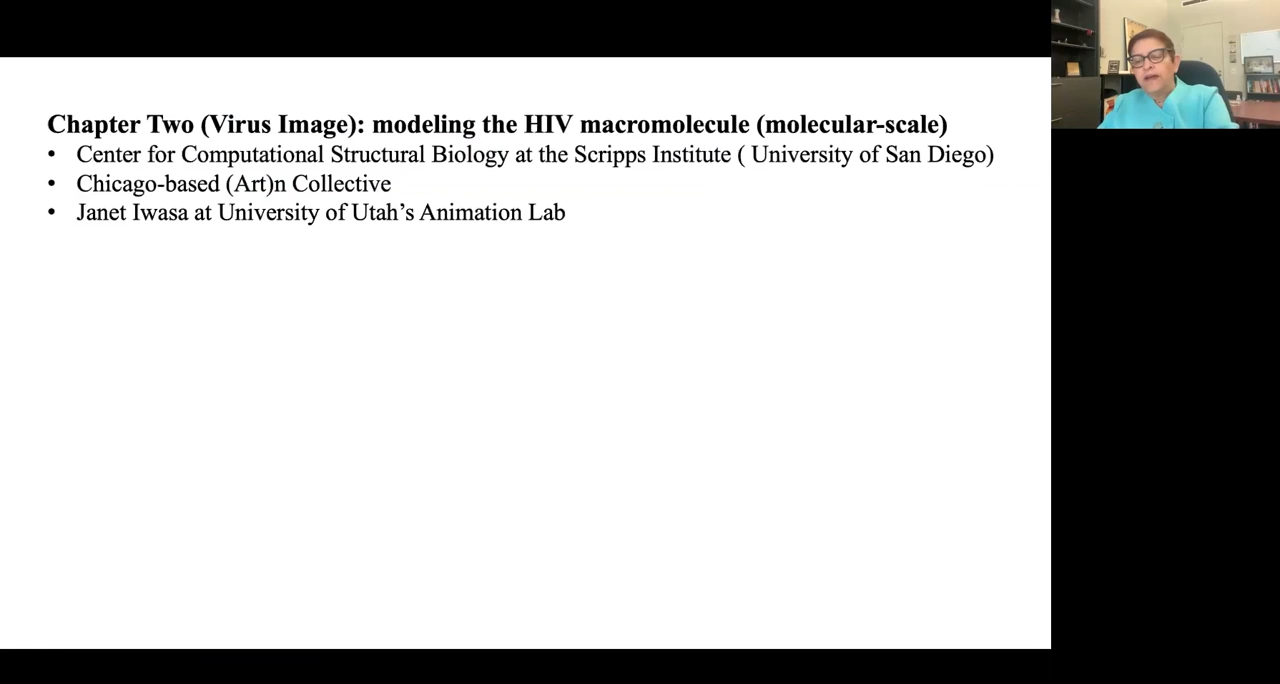 Chapter Two (Virus Image): modeling the HIV macromolecule (molecular-scale)
• Center for Computational Structural Biology at the Scripps Institute ( University of San Diego)
• Chicago-based (Art)n Collective
• Janet Iwasa at University of Utah’s Animation Lab